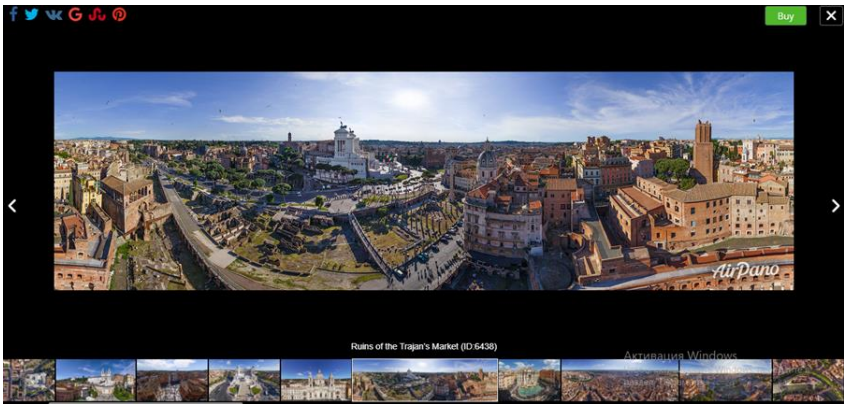 Buy
AirPano
Ruins of the Trajan's Market (ID:6438)
Активация Windows